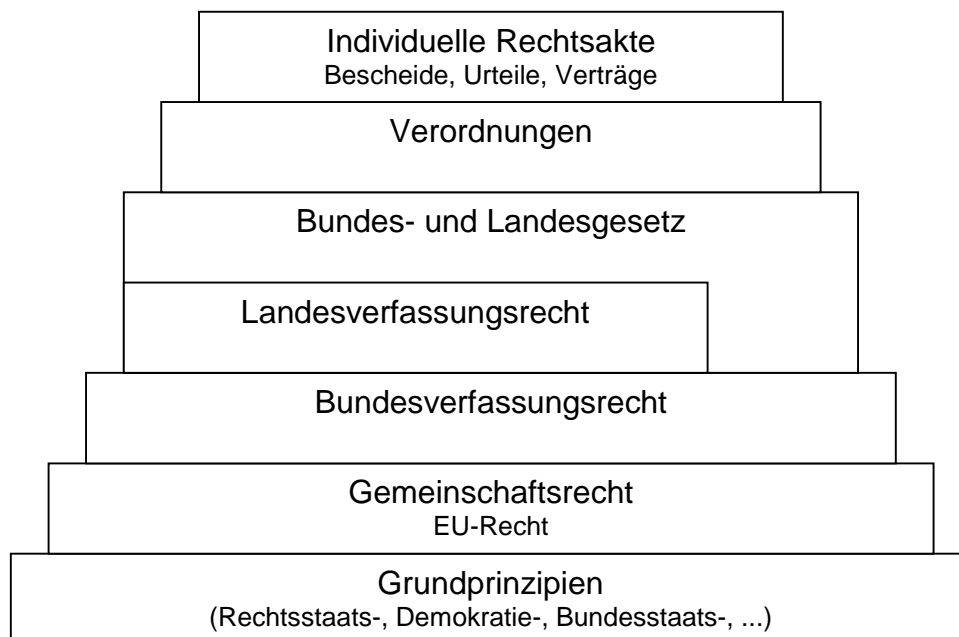 Individuelle Rechtsakte
Bescheide, Urteile, Verträge
Verordnungen
Bundes- und Landesgesetz
Landesverfassungsrecht
Bundesverfassungsrecht
Gemeinschaftsrecht
EU-Recht
Grundprinzipien
(Rechtsstaats-, Demokratie-, Bundesstaats-, ...)